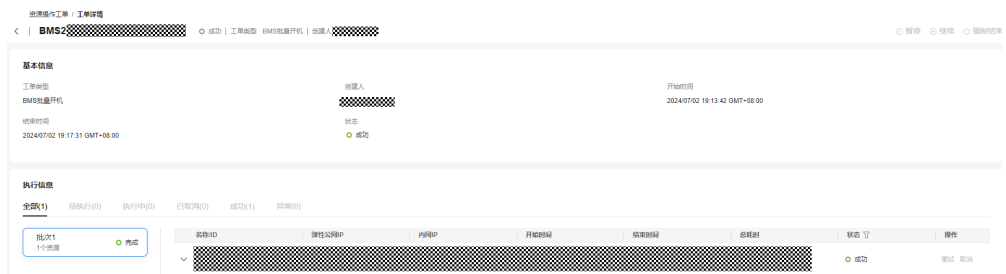 资源操作工单 / 工单详情
BMS2 成功 | 工单类型 BMS批量开机 | 创建人
暂停 继续 强制结束
基本信息
工单类型 创建人 开始时间
BMS批量开机 2024/07/02 19:13:42 GMT+08:00
结束时间 状态
2024/07/02 19:17:31 GMT+08:00 成功
执行信息
全部(1) 待执行(0) 执行中(0) 已取消(0) 成功(1) 异常(0)
批次1
1个资源
完成
名称/ID 弹性公网IP 内网IP 开始时间 结束时间 总耗时 状态 操作
成功 重试 取消